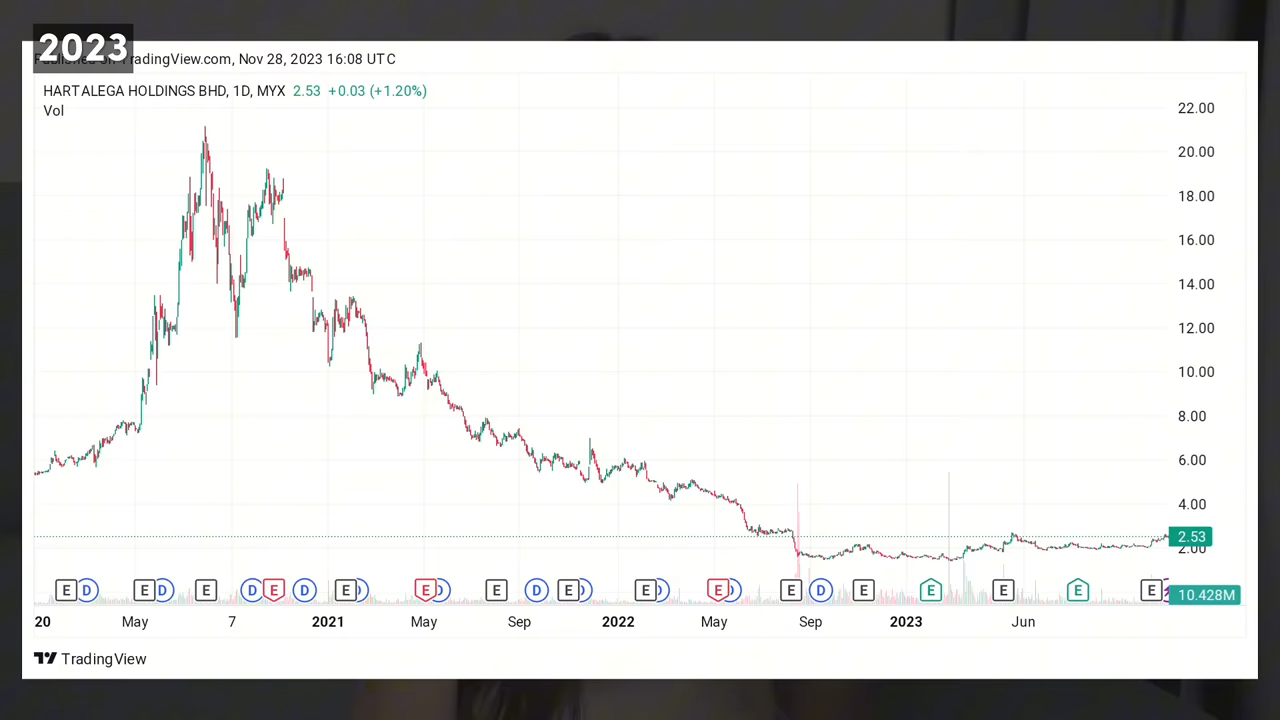 2023
Published on TradingView.com, Nov 28, 2023 16:08 UTC
HARTALEGA HOLDINGS BHD, 1D, MYX 2.53 +0.03 (+1.20%)
Vol
22.00
20.00
18.00
16.00
14.00
12.00
10.00
8.00
6.00
4.00
2.53
2.00
E D E D E D E D E D E D E D E D E D E D E E E E E E
10.428M
20 May 7 2021 May Sep 2022 May Sep 2023 Jun
TradingView